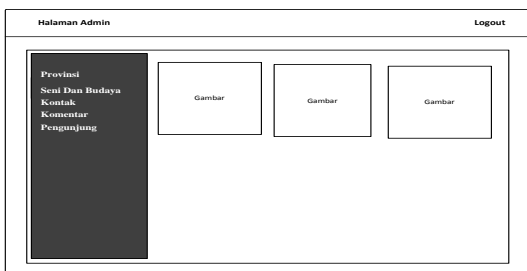 Halaman Admin Logout
Provinsi
Seni Dan Budaya
Kontak
Komentar
Pengunjung
Gambar Gambar Gambar